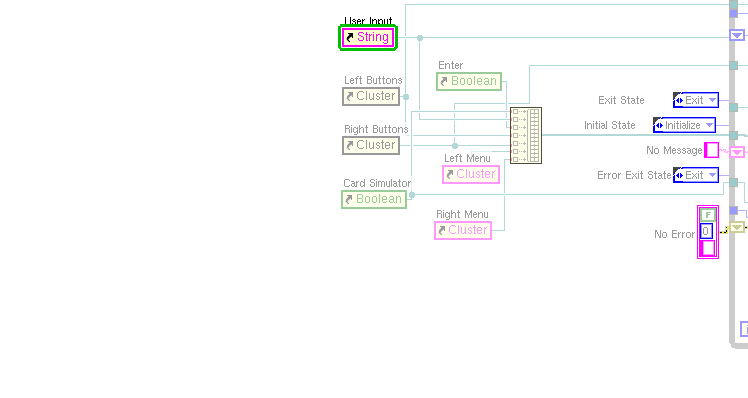 User Input
String
Left Buttons
Cluster
Right Buttons
Cluster
Card Simulator
Boolean
Enter
Boolean
Left Menu
Cluster
Right Menu
Cluster
Exit State
Exit
Initial State
Initialize
No Message
Error Exit State
Exit
No Error
F
0
i